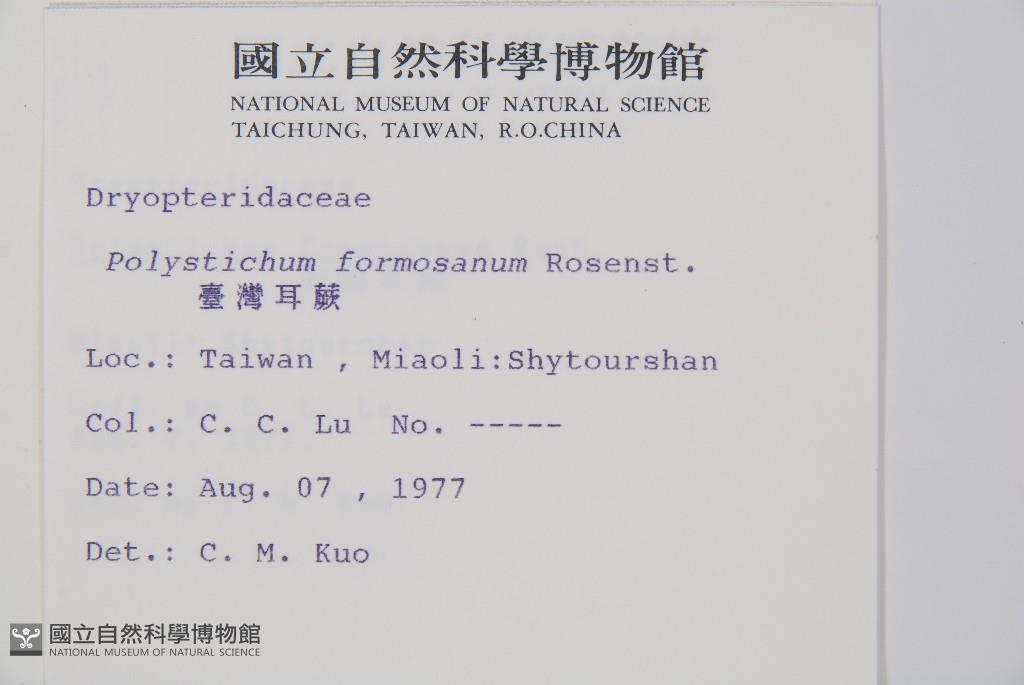 國立自然科學博物館
NATIONAL MUSEUM OF NATURAL SCIENCE
TAICHUNG, TAIWAN, R.O.CHINA
Dryopteridaceae
Polystichum formosanum Rosenst.
臺灣耳蕨
Loc.: Taiwan , Miaoli:Shytourshan
Col.: C. C. Lu No. -----
Date: Aug. 07 , 1977
Det.: C. M. Kuo
國立自然科學博物館
NATIONAL MUSEUM OF NATURAL SCIENCE